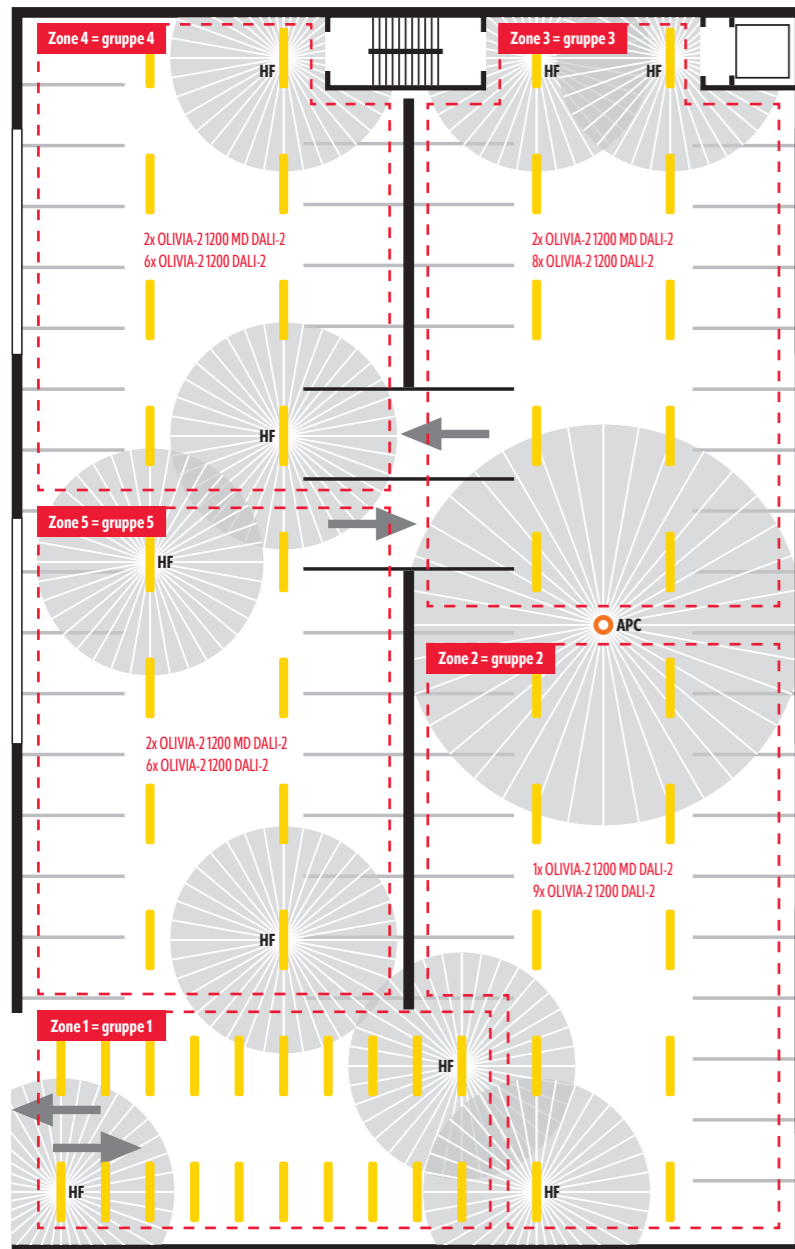 Zone 4 = gruppe 4
HF
Zone 3 = gruppe 3
HF
HF
2x OLIVIA-2 1200 MD DALI-2
6x OLIVIA-2 1200 DALI-2
2x OLIVIA-2 1200 MD DALI-2
8x OLIVIA-2 1200 DALI-2
HF
Zone 5 = gruppe 5
HF
APC
Zone 2 = gruppe 2
2x OLIVIA-2 1200 MD DALI-2
6x OLIVIA-2 1200 DALI-2
1x OLIVIA-2 1200 MD DALI-2
9x OLIVIA-2 1200 DALI-2
HF
Zone 1 = gruppe 1
HF
HF
HF